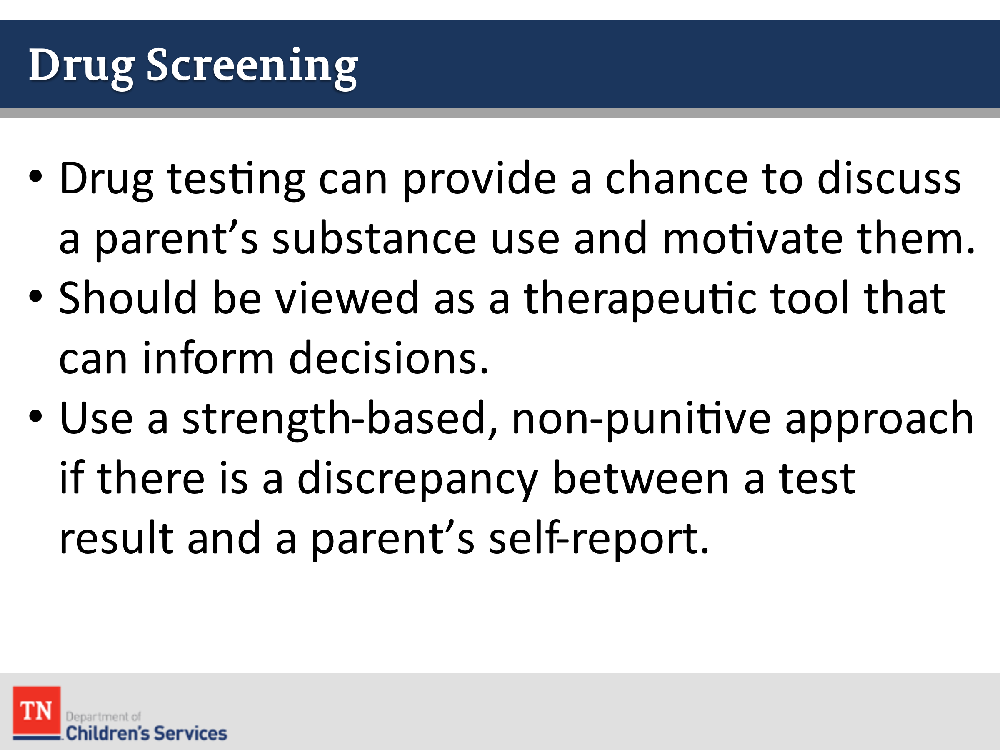 Drug Screening
• Drug testing can provide a chance to discuss
a parent’s substance use and motivate them.
• Should be viewed as a therapeutic tool that
can inform decisions.
• Use a strength-based, non-punitive approach
if there is a discrepancy between a test
result and a parent’s self-report.
TN
Department of
Children’s Services